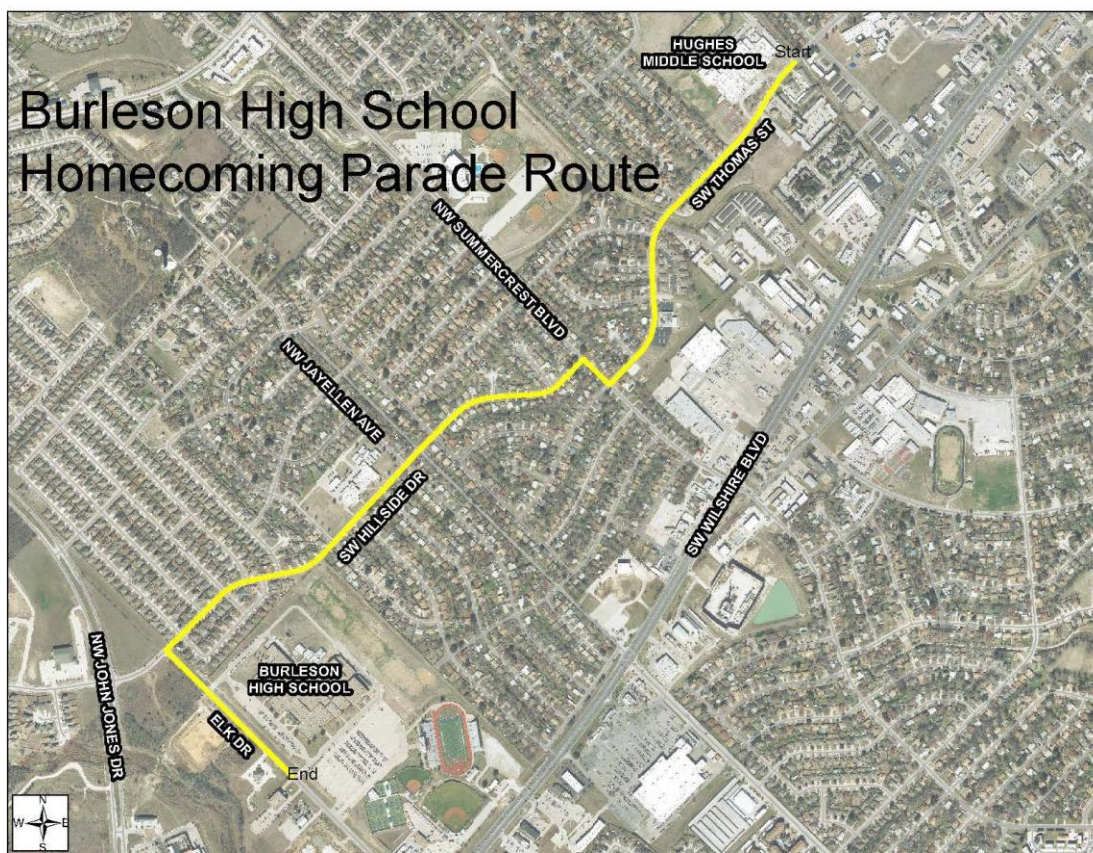 Burleson High School
Homecoming Parade Route
HUGHES
MIDDLE SCHOOL
Start
SW THOMAS ST
NW SUMMERCREST BLVD
NW JAYELLEN AVE
SW HILLSIDE DR
SW WILSHIRE BLVD
NW JOHN JONES DR
BURLESON
HIGH SCHOOL
ELK DR
End
N
W
E
S